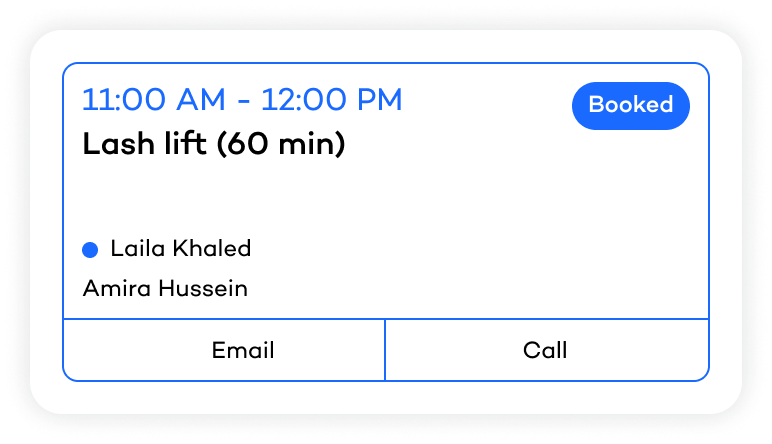 11:00 AM - 12:00 PM
Booked
Lash lift (60 min)
Laila Khaled
Amira Hussein
Email
Call